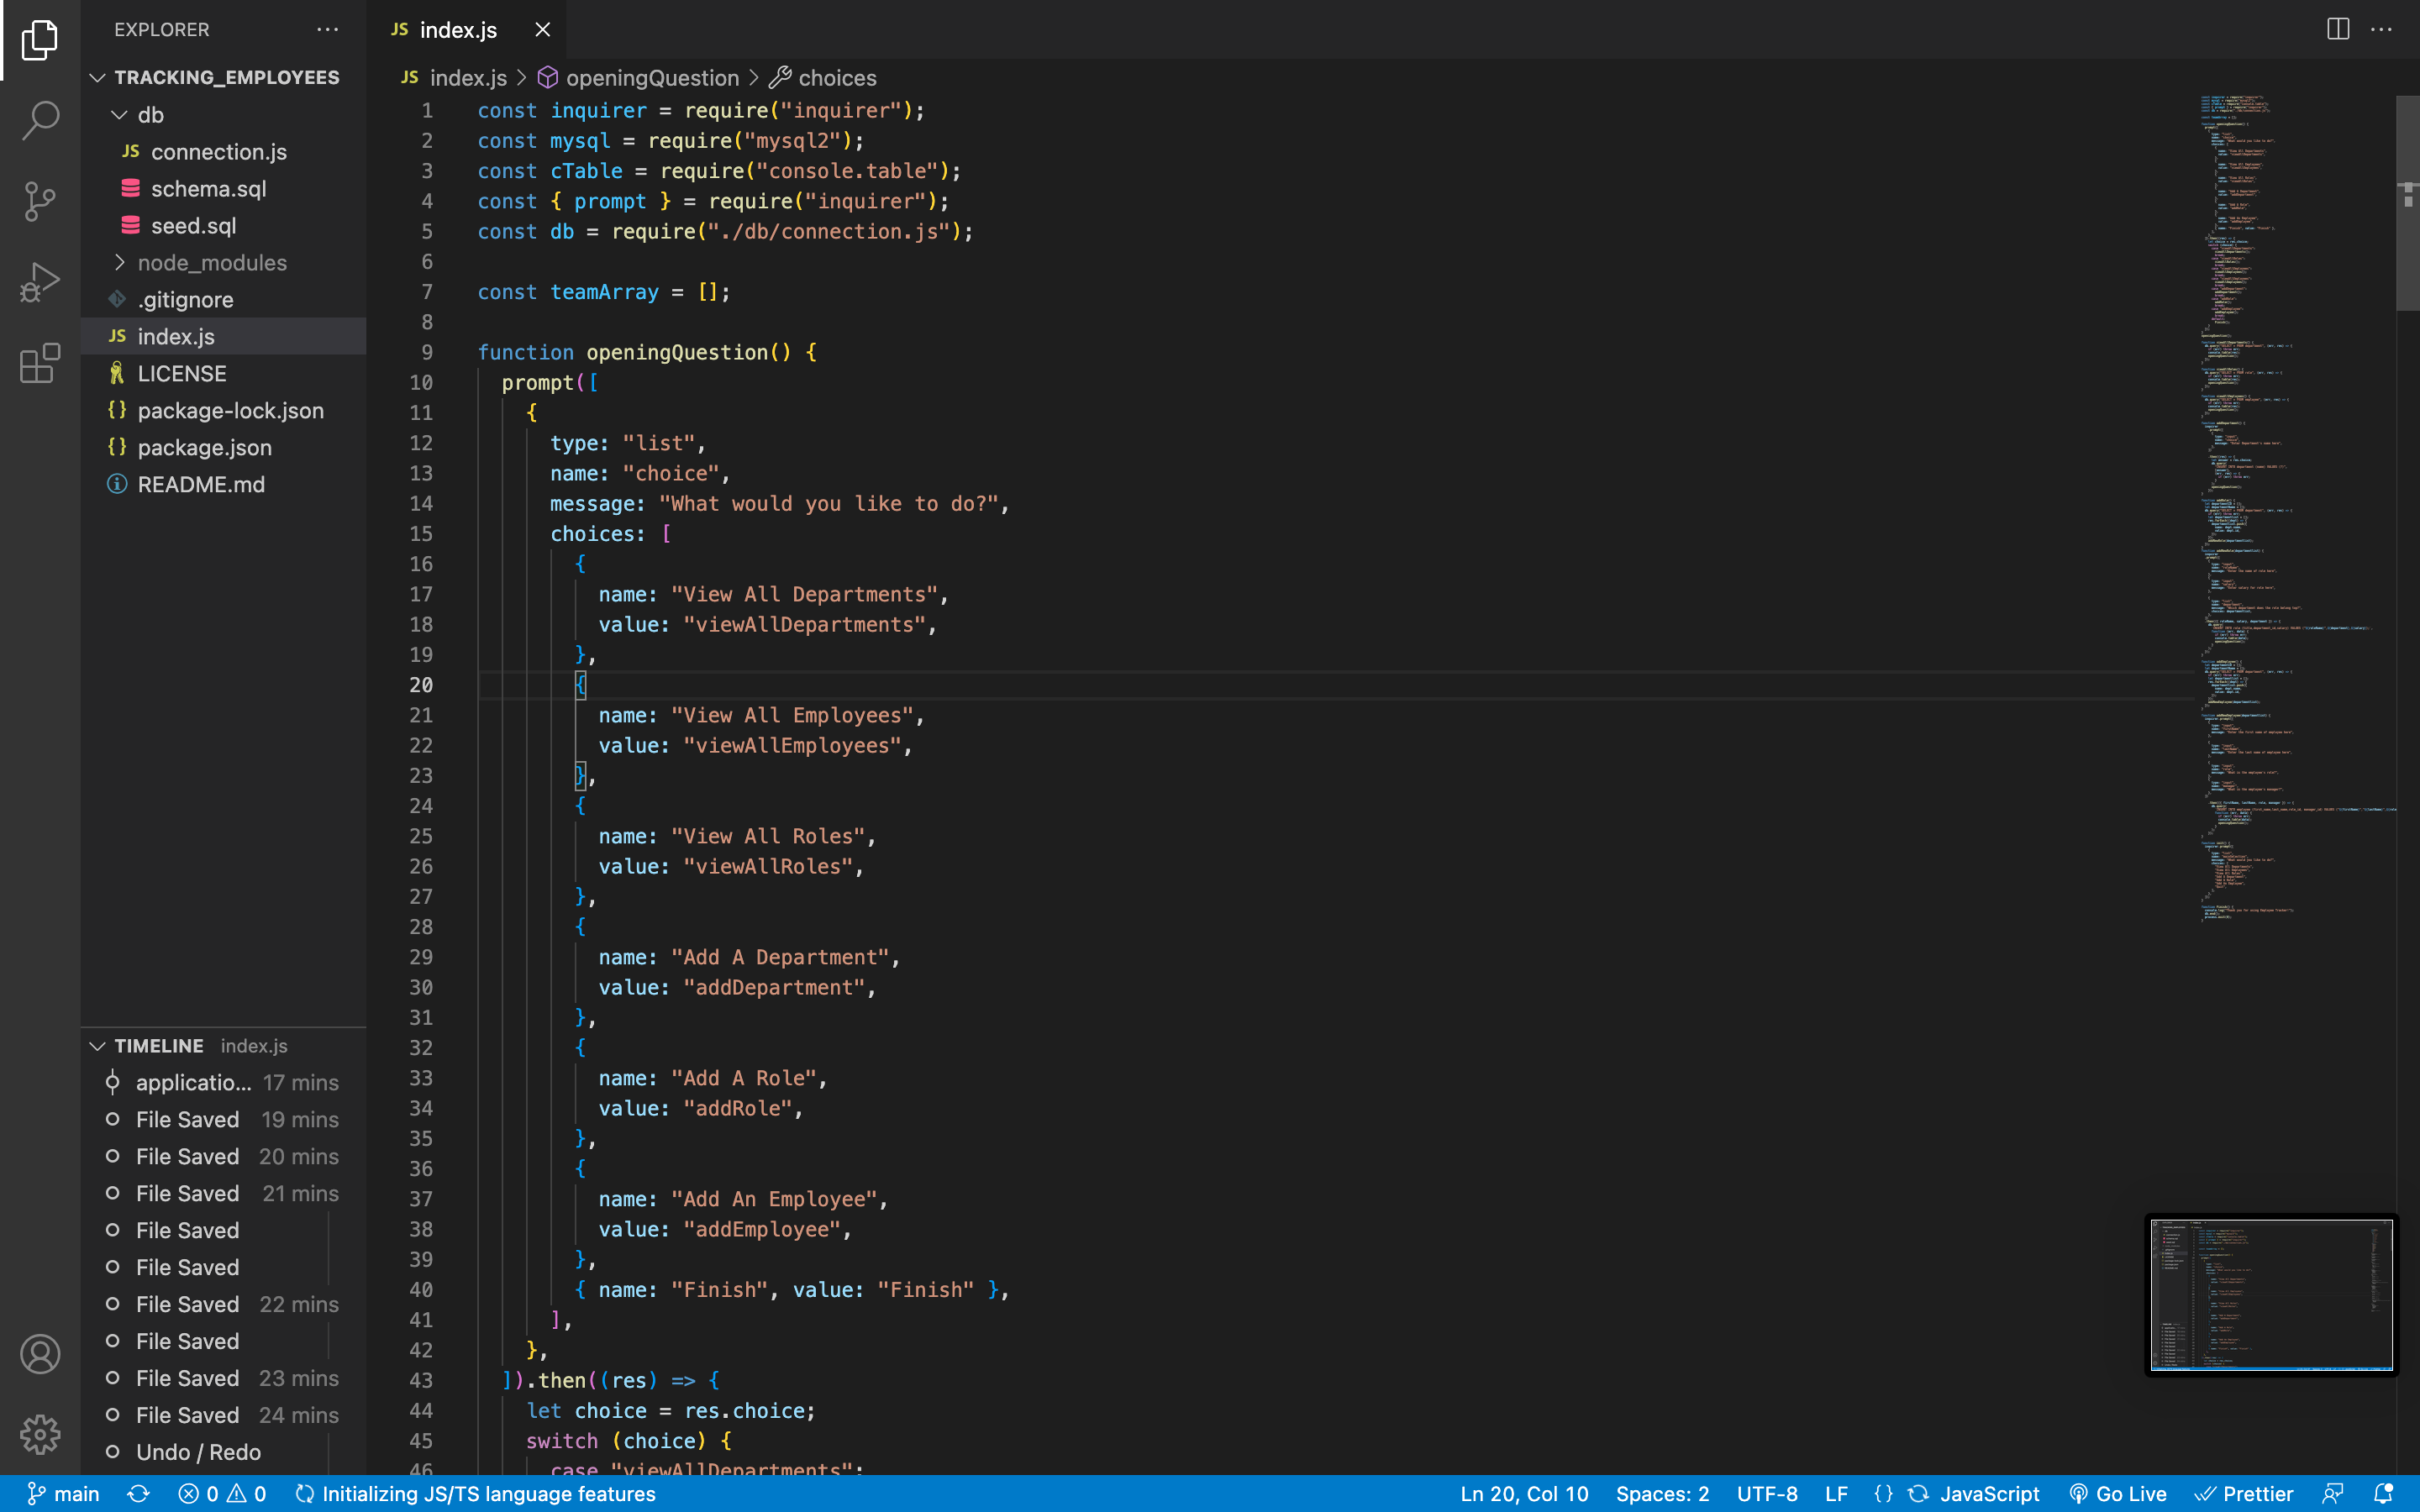 EXPLORER
TRACKING_EMPLOYEES
db
JS connection.js
schema.sql
seed.sql
node_modules
.gitignore
JS index.js
LICENSE
{} package-lock.json
{} package.json
README.md
TIMELINE index.js
applicatio... 17 mins
File Saved 19 mins
File Saved 20 mins
File Saved 21 mins
File Saved
File Saved
File Saved 22 mins
File Saved
File Saved 23 mins
File Saved 24 mins
Undo / Redo
JS index.js
JS index.js > openingQuestion > choices
1 const inquirer = require("inquirer");
2 const mysql = require("mysql2");
3 const cTable = require("console.table");
4 const { prompt } = require("inquirer");
5 const db = require("./db/connection.js");
6
7 const teamArray = [];
8
9 function openingQuestion() {
10 prompt([
11 {
12 type: "list",
13 name: "choice",
14 message: "What would you like to do?",
15 choices: [
16 {
17 name: "View All Departments",
18 value: "viewAllDepartments",
19 },
20 {
21 name: "View All Employees",
22 value: "viewAllEmployees",
23 },
24 {
25 name: "View All Roles",
26 value: "viewAllRoles",
27 },
28 {
29 name: "Add A Department",
30 value: "addDepartment",
31 },
32 {
33 name: "Add A Role",
34 value: "addRole",
35 },
36 {
37 name: "Add An Employee",
38 value: "addEmployee",
39 },
40 { name: "Finish", value: "Finish" },
41 ],
42 },
43 ]).then((res) => {
44 let choice = res.choice;
45 switch (choice) {
46 case "viewAllDepartments":
main 0 0 Initializing JS/TS language features Ln 20, Col 10 Spaces: 2 UTF-8 LF {} JavaScript Go Live Prettier